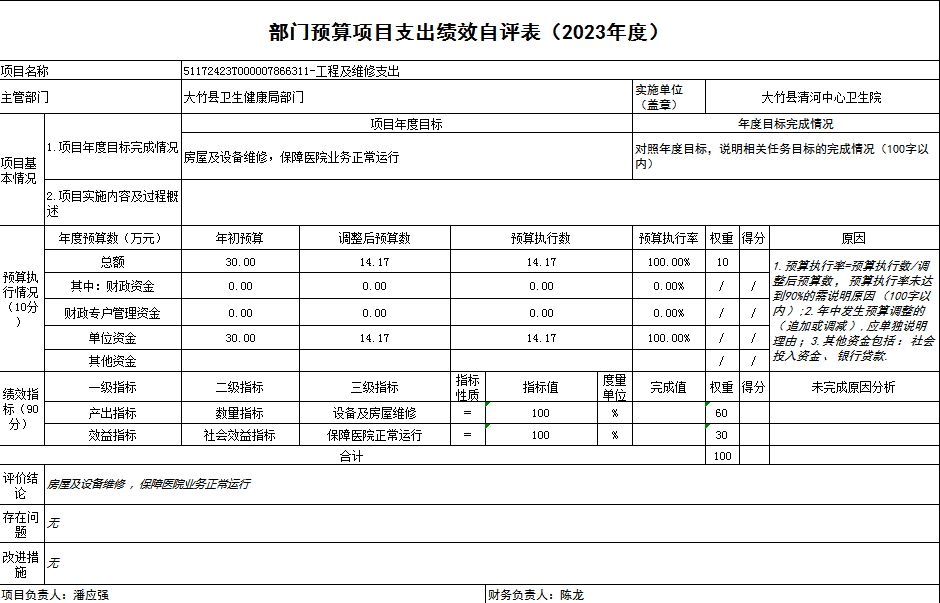 部门预算项目支出绩效自评表（2023年度）
项目名称 51172423T000007866311-工程及维修支出
主管部门 大竹县卫生健康局部门 实施单位（盖章） 大竹县清河中心卫生院
项目基本情况 1.项目年度目标完成情况 项目年度目标 年度目标完成情况
房屋及设备维修，保障医院业务正常运行 对照年度目标，说明相关任务目标的完成情况（100字以内）
2.项目实施内容及过程概述
预算执行情况（10分） 年度预算数（万元） 年初预算 调整后预算数 预算执行数 预算执行率 权重 得分 原因
总额 30.00 14.17 14.17 100.00% 10
其中：财政资金 0.00 0.00 0.00 0.00% / /
财政专户管理资金 0.00 0.00 0.00 0.00% / /
单位资金 30.00 14.17 14.17 100.00% / /
其他资金 / /
1.预算执行率=预算执行数/调
整后预算数，预算执行率未达
到90%的需说明原因（100字以
内）;2.年中发生预算调整的
（追加或调减）,应单独说明
理由；3.其他资金包括：社会
投入资金、银行贷款.
绩效指标（90分） 一级指标 二级指标 三级指标 指标性质 指标值 度量单位 完成值 权重 得分 未完成原因分析
产出指标 数量指标 设备及房屋维修 = 100 % 60
效益指标 社会效益指标 保障医院正常运行 = 100 % 30
合计 100
评价结论 房屋及设备维修，保障医院业务正常运行
存在问题 无
改进措施 无
项目负责人：潘应强 财务负责人：陈龙